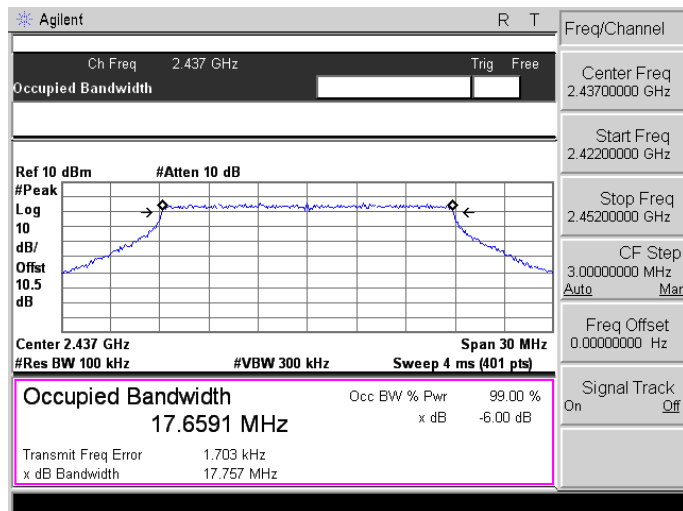 Agilent R T
Freq/Channel
Ch Freq 2.437 GHz Trig Free
Occupied Bandwidth
Center Freq
2.43700000 GHz
Start Freq
2.42200000 GHz
Stop Freq
2.45200000 GHz
CF Step
3.00000000 MHz
Auto Man
Freq Offset
0.00000000 Hz
Signal Track
On Off
Ref 10 dBm #Atten 10 dB
#Peak
Log
10
dB/
Offst
10.5
dB
Center 2.437 GHz Span 30 MHz
#Res BW 100 kHz #VBW 300 kHz Sweep 4 ms (401 pts)
Occupied Bandwidth Occ BW % Pwr 99.00 %
17.6591 MHz x dB -6.00 dB
Transmit Freq Error 1.703 kHz
x dB Bandwidth 17.757 MHz